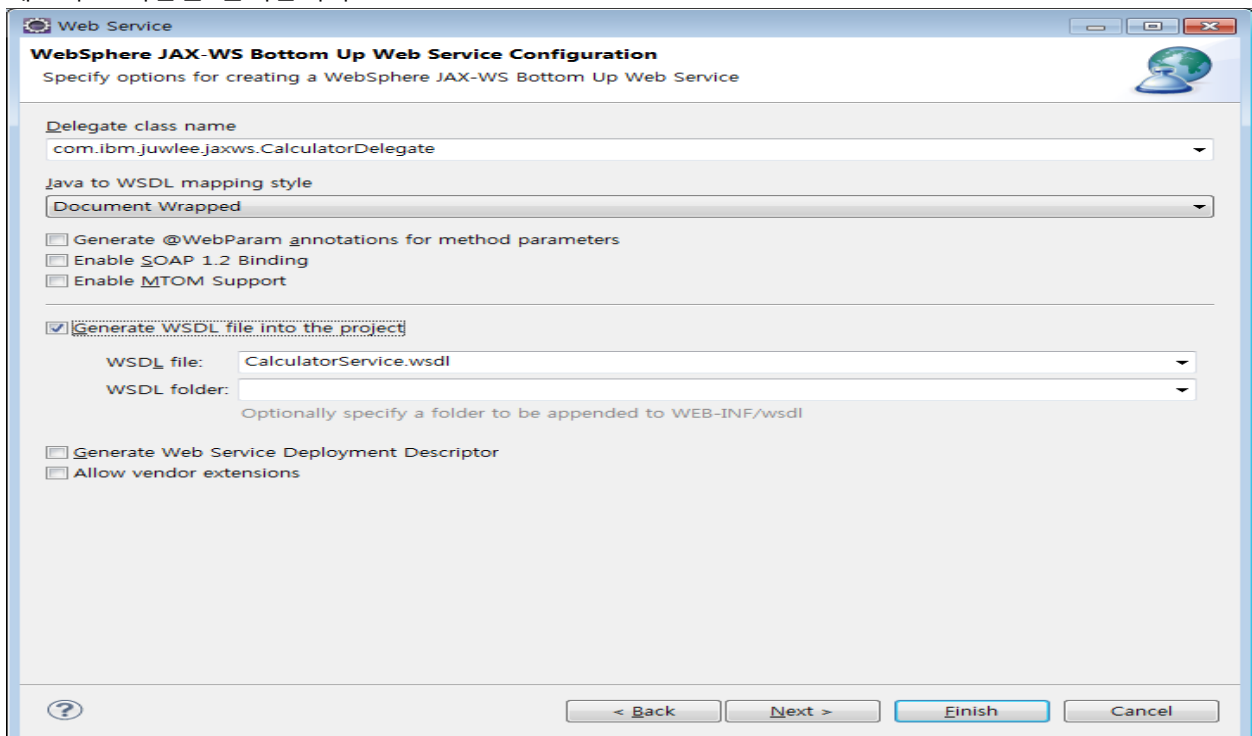 Web Service
WebSphere JAX-WS Bottom Up Web Service Configuration
Specify options for creating a WebSphere JAX-WS Bottom Up Web Service
Delegate class name
com.ibm.juwlee.jaxws.CalculatorDelegate
Java to WSDL mapping style
Document Wrapped
Generate @WebParam annotations for method parameters
Enable SOAP 1.2 Binding
Enable MTOM Support
Generate WSDL file into the project
WSDL file: CalculatorService.wsdl
WSDL folder:
Optionally specify a folder to be appended to WEB-INF/wsdl
Generate Web Service Deployment Descriptor
Allow vendor extensions
? < Back Next > Finish Cancel